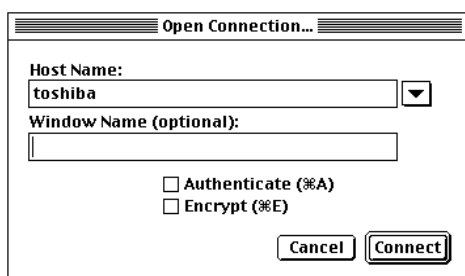 Open Connection...
Host Name:
toshiba
Window Name (optional):
Authenticate (⌘A)
Encrypt (⌘E)
Cancel Connect